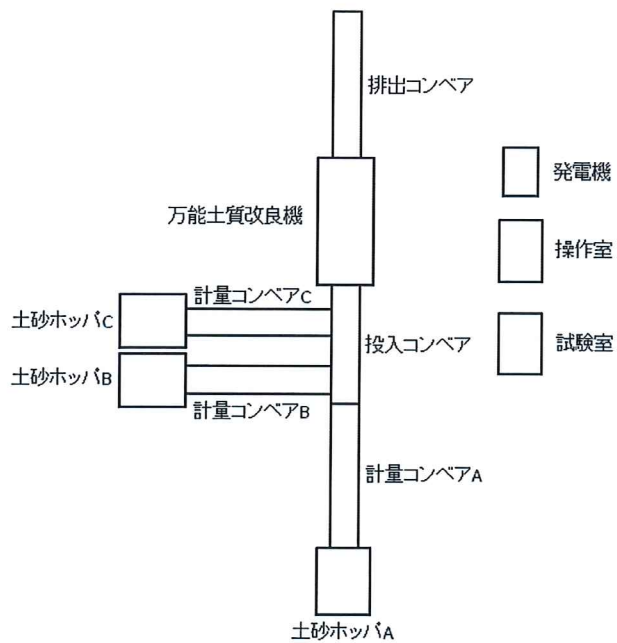 排出コンベア
発電機
万能土質改良機
操作室
計量コンベアC
土砂ホッパC
投入コンベア
試験室
土砂ホッパB
計量コンベアB
計量コンベアA
土砂ホッパA